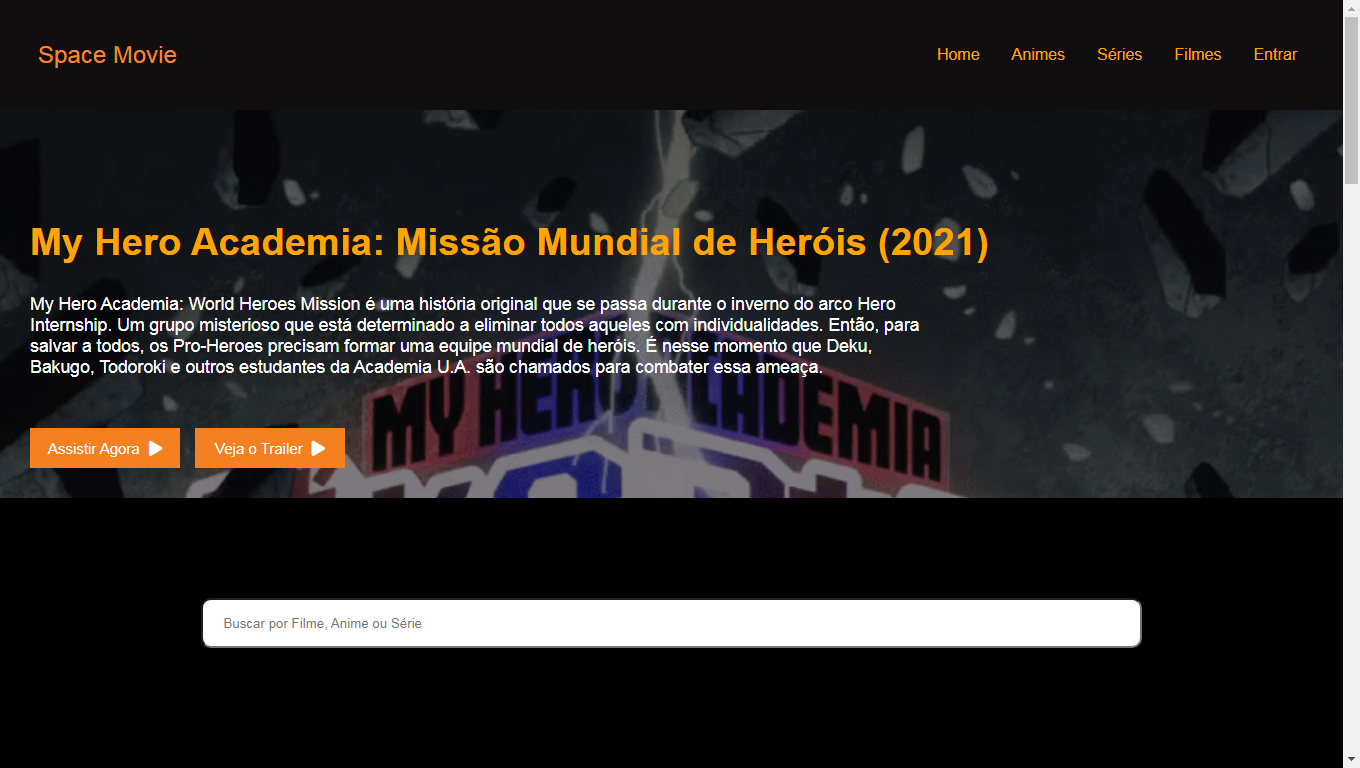 Space Movie
Home Animes Séries Filmes Entrar
My Hero Academia: Missão Mundial de Heróis (2021)
My Hero Academia: World Heroes Mission é uma história original que se passa durante o inverno do arco Hero
Internship. Um grupo misterioso que está determinado a eliminar todos aqueles com individualidades. Então, para
salvar a todos, os Pro-Heroes precisam formar uma equipe mundial de heróis. É nesse momento que Deku,
Bakugo, Todoroki e outros estudantes da Academia U.A. são chamados para combater essa ameaça.
MY HERO ACADEMIA
Assistir Agora
Veja o Trailer
Buscar por Filme, Anime ou Série